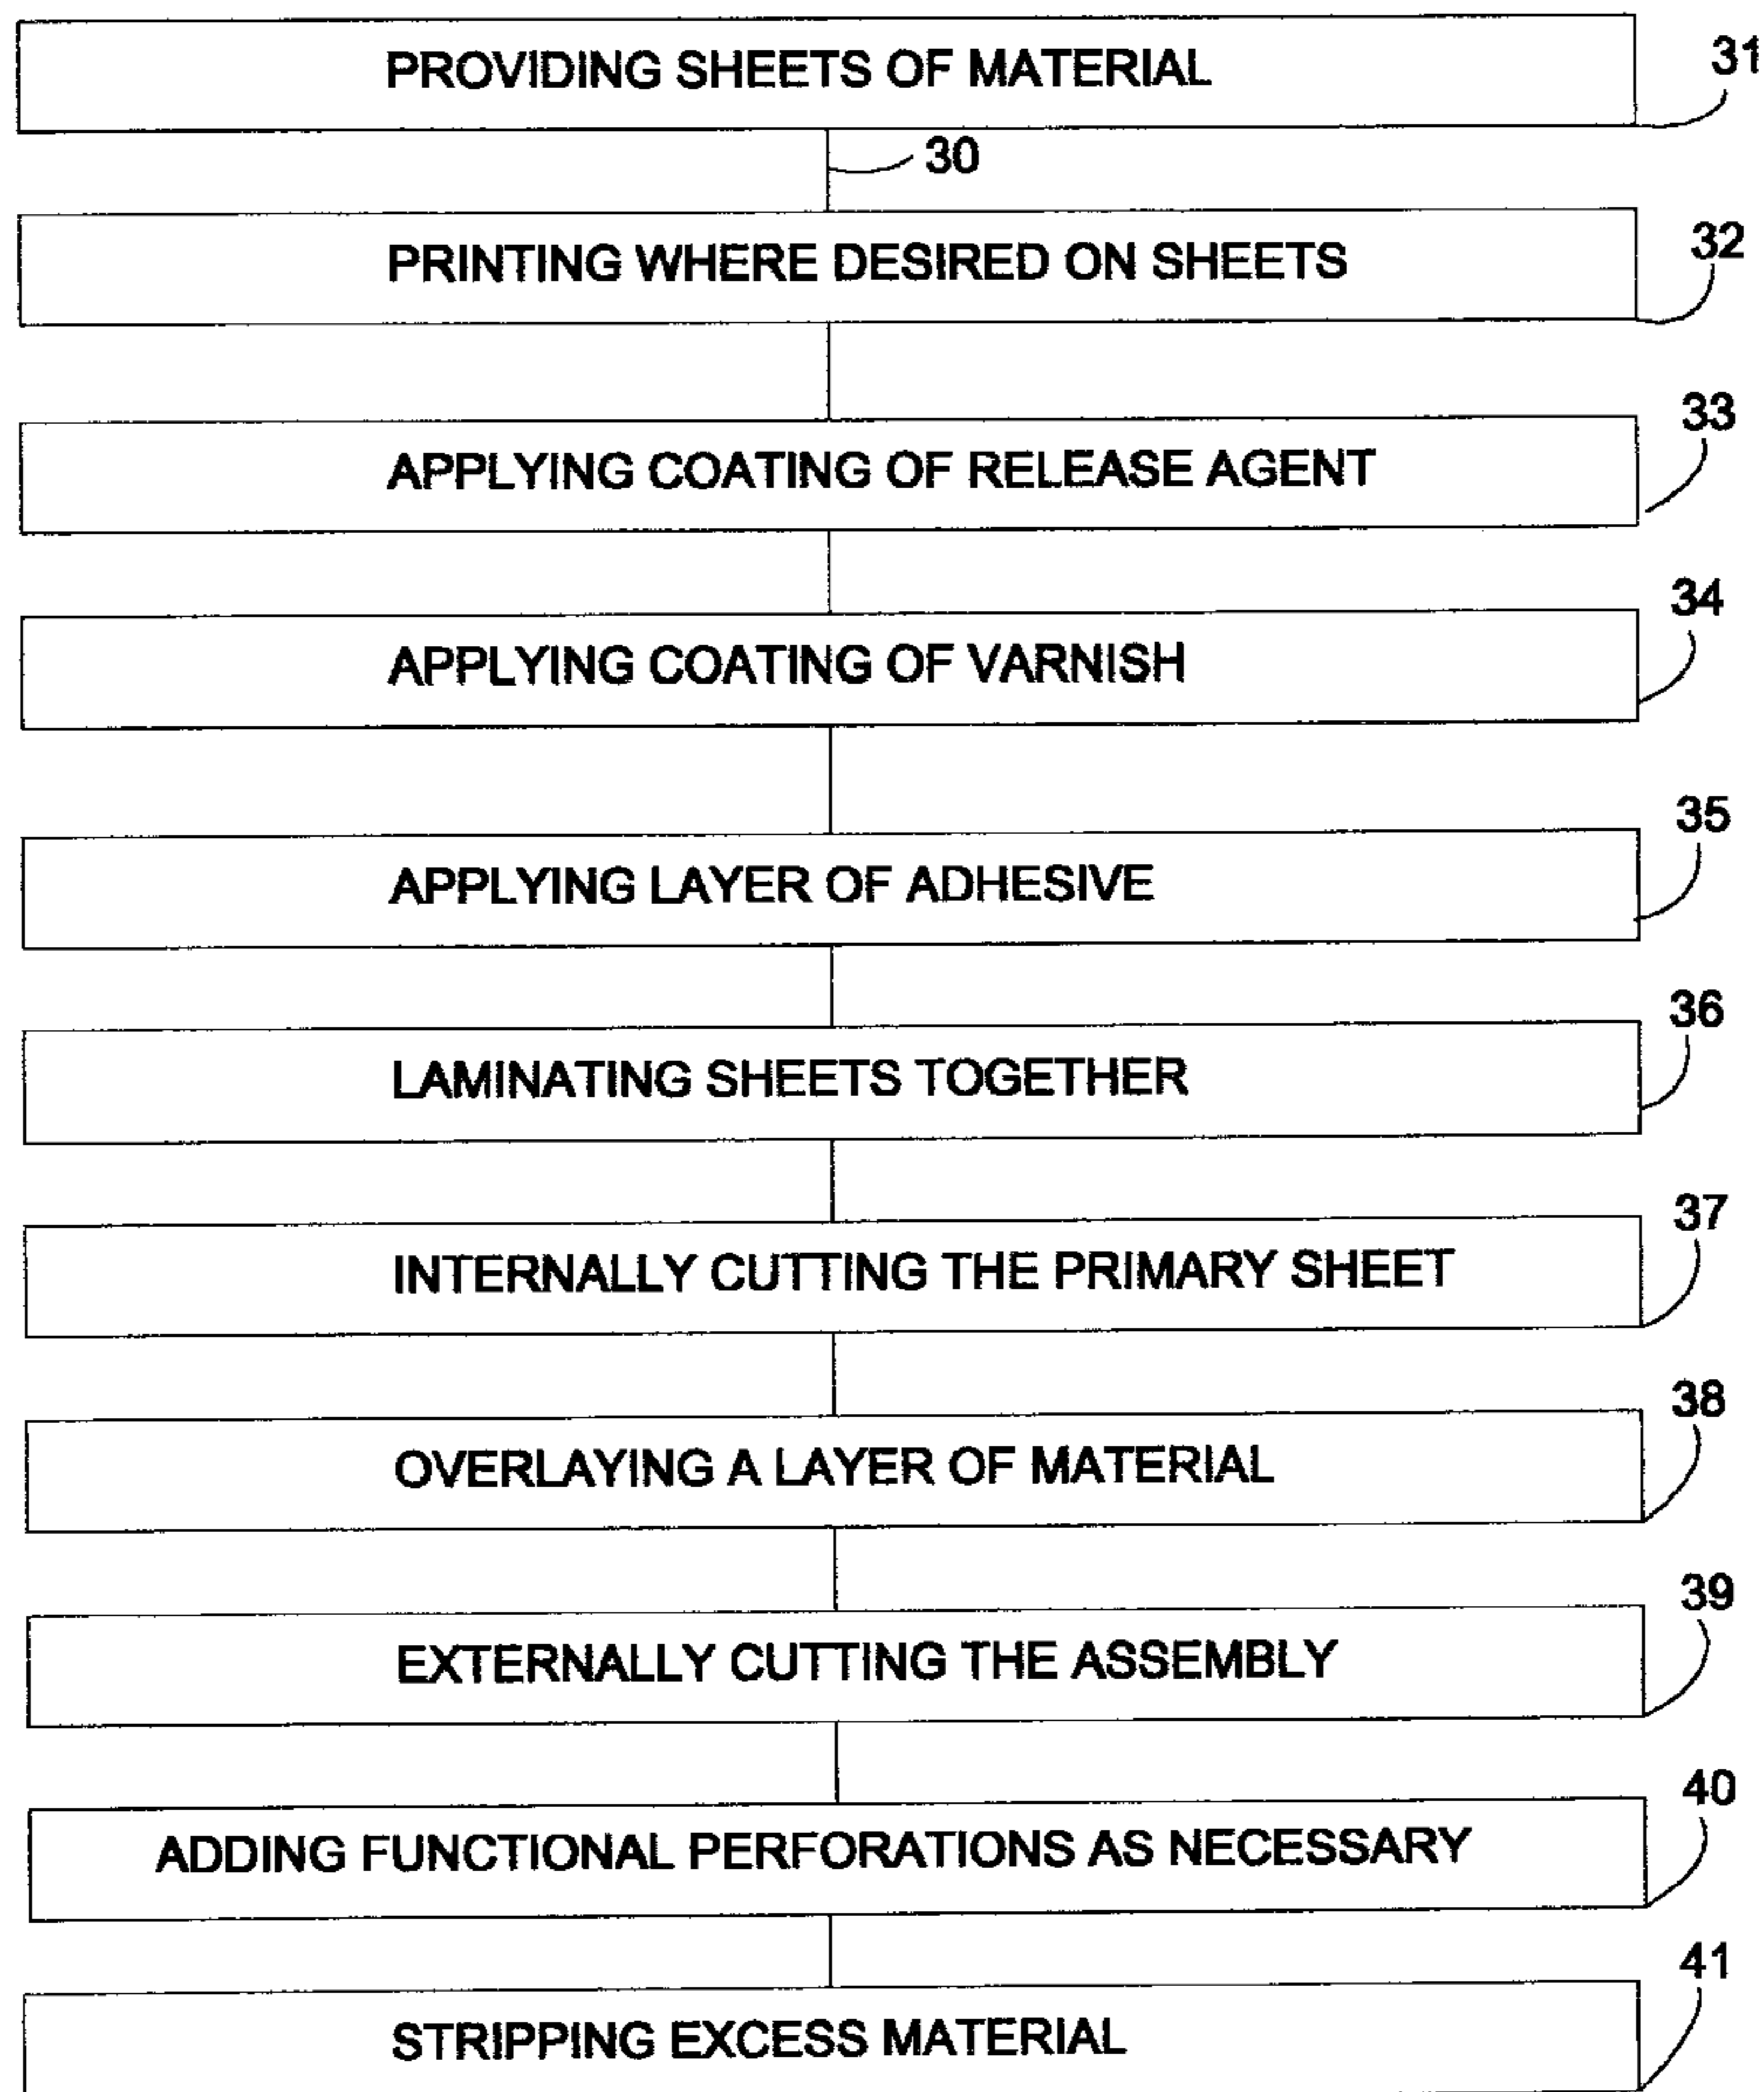 PROVIDING SHEETS OF MATERIAL
31
30
PRINTING WHERE DESIRED ON SHEETS
32
APPLYING COATING OF RELEASE AGENT
33
APPLYING COATING OF VARNISH
34
APPLYING LAYER OF ADHESIVE
35
LAMINATING SHEETS TOGETHER
36
INTERNALLY CUTTING THE PRIMARY SHEET
37
OVERLAYING A LAYER OF MATERIAL
38
EXTERNALLY CUTTING THE ASSEMBLY
39
ADDING FUNCTIONAL PERFORATIONS AS NECESSARY
40
STRIPPING EXCESS MATERIAL
41